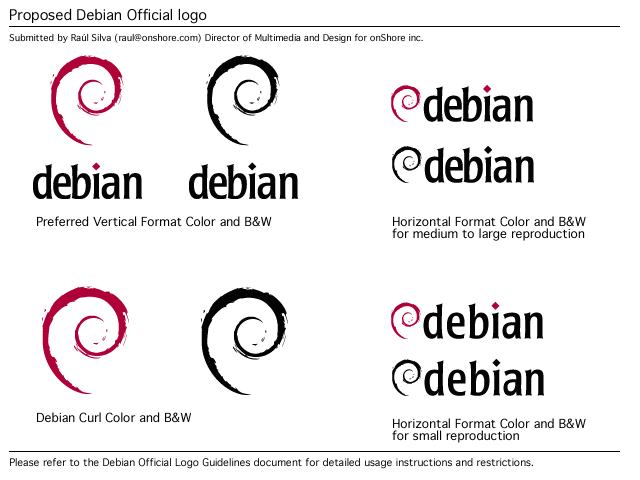 Proposed Debian Official logo
Submitted by Raúl Silva (raul@onshore.com) Director of Multimedia and Design for onShore inc.
debian
debian
Preferred Vertical Format Color and B&W
debian
debian
Horizontal Format Color and B&W
for medium to large reproduction
Debian Curl Color and B&W
debian
debian
Horizontal Format Color and B&W
for small reproduction
Please refer to the Debian Official Logo Guidelines document for detailed usage instructions and restrictions.